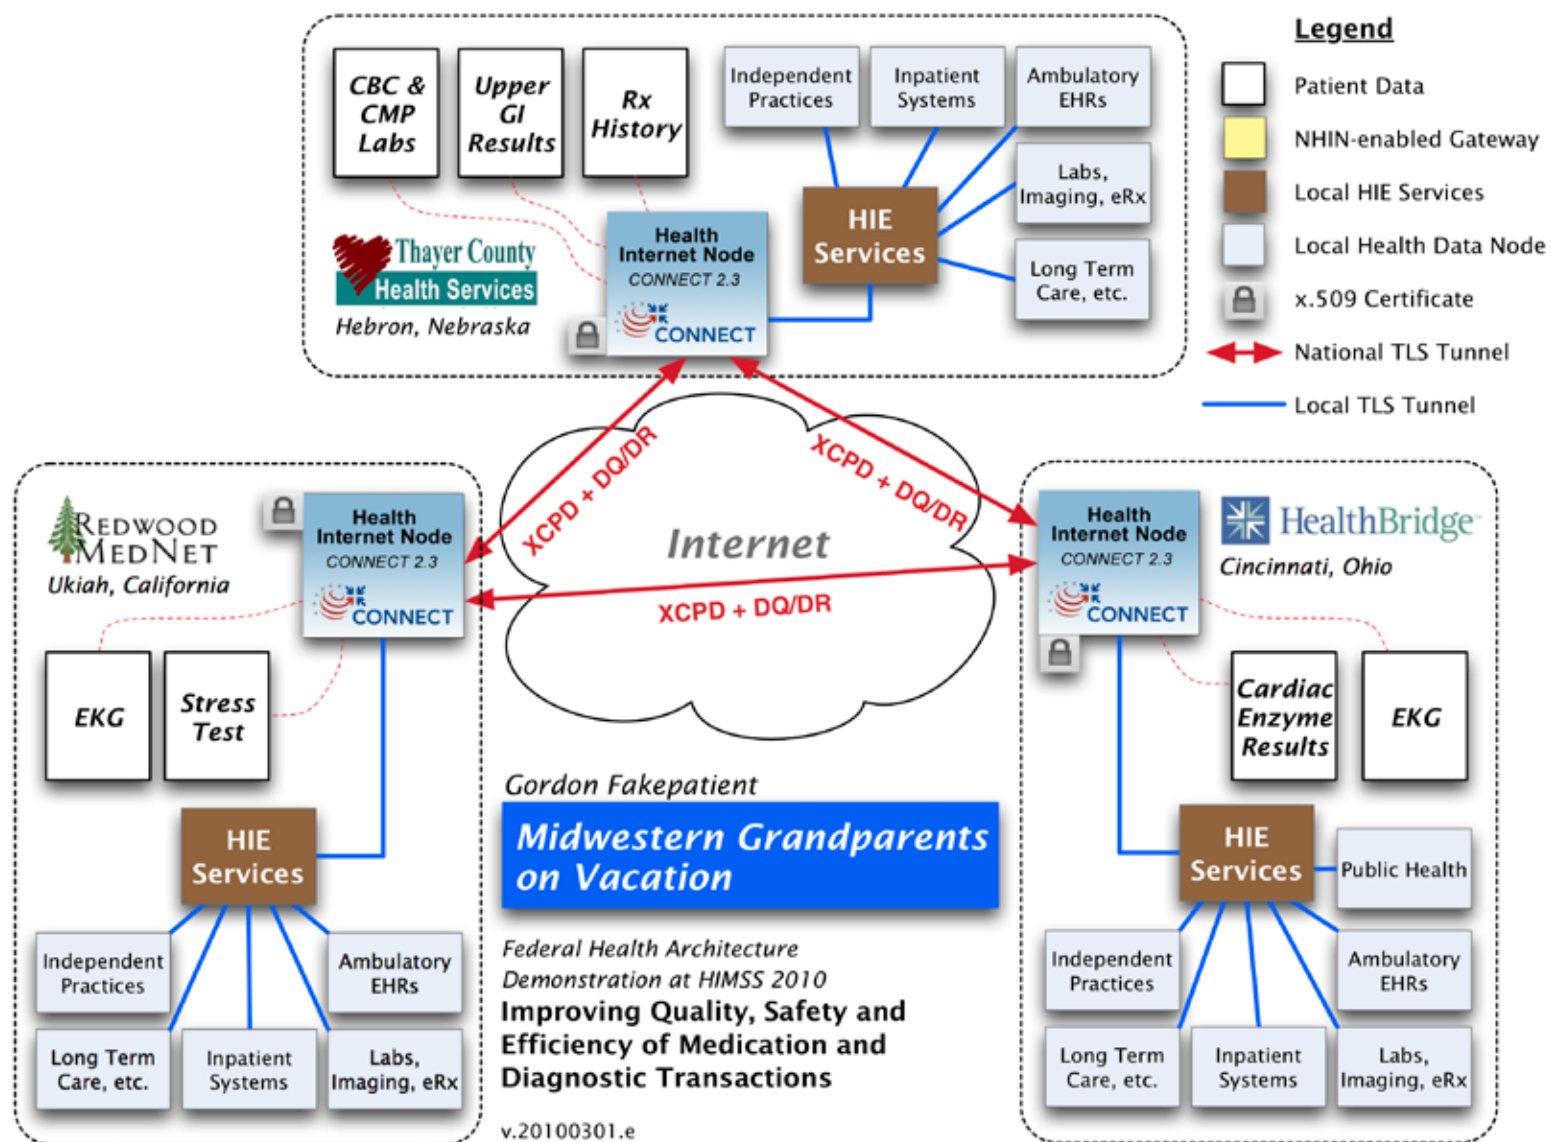 CBC &
CMP
Labs
Upper
GI
Results
Rx
History
Independent
Practices
Inpatient
Systems
Ambulatory
EHRs
Labs,
Imaging, eRx
Long Term
Care, etc.
HIE
Services
Health
Internet Node
CONNECT 2.3
CONNECT
Thayer County
Health Services
Hebron, Nebraska
Legend
Patient Data
NHIN-enabled Gateway
Local HIE Services
Local Health Data Node
x.509 Certificate
National TLS Tunnel
Local TLS Tunnel
XCPD + DQ/DR
XCPD + DQ/DR
Internet
XCPD + DQ/DR
REDWOOD
MEDNET
Ukiah, California
Health
Internet Node
CONNECT 2.3
CONNECT
EKG
Stress
Test
HIE
Services
Independent
Practices
Ambulatory
EHRs
Long Term
Care, etc.
Inpatient
Systems
Labs,
Imaging, eRx
Health
Internet Node
CONNECT 2.3
CONNECT
HealthBridge™
Cincinnati, Ohio
Cardiac
Enzyme
Results
EKG
HIE
Services
Public Health
Independent
Practices
Ambulatory
EHRs
Long Term
Care, etc.
Inpatient
Systems
Labs,
Imaging, eRx
Gordon Fakepatient
Midwestern Grandparents
on Vacation
Federal Health Architecture
Demonstration at HIMSS 2010
Improving Quality, Safety and
Efficiency of Medication and
Diagnostic Transactions
v.20100301.e